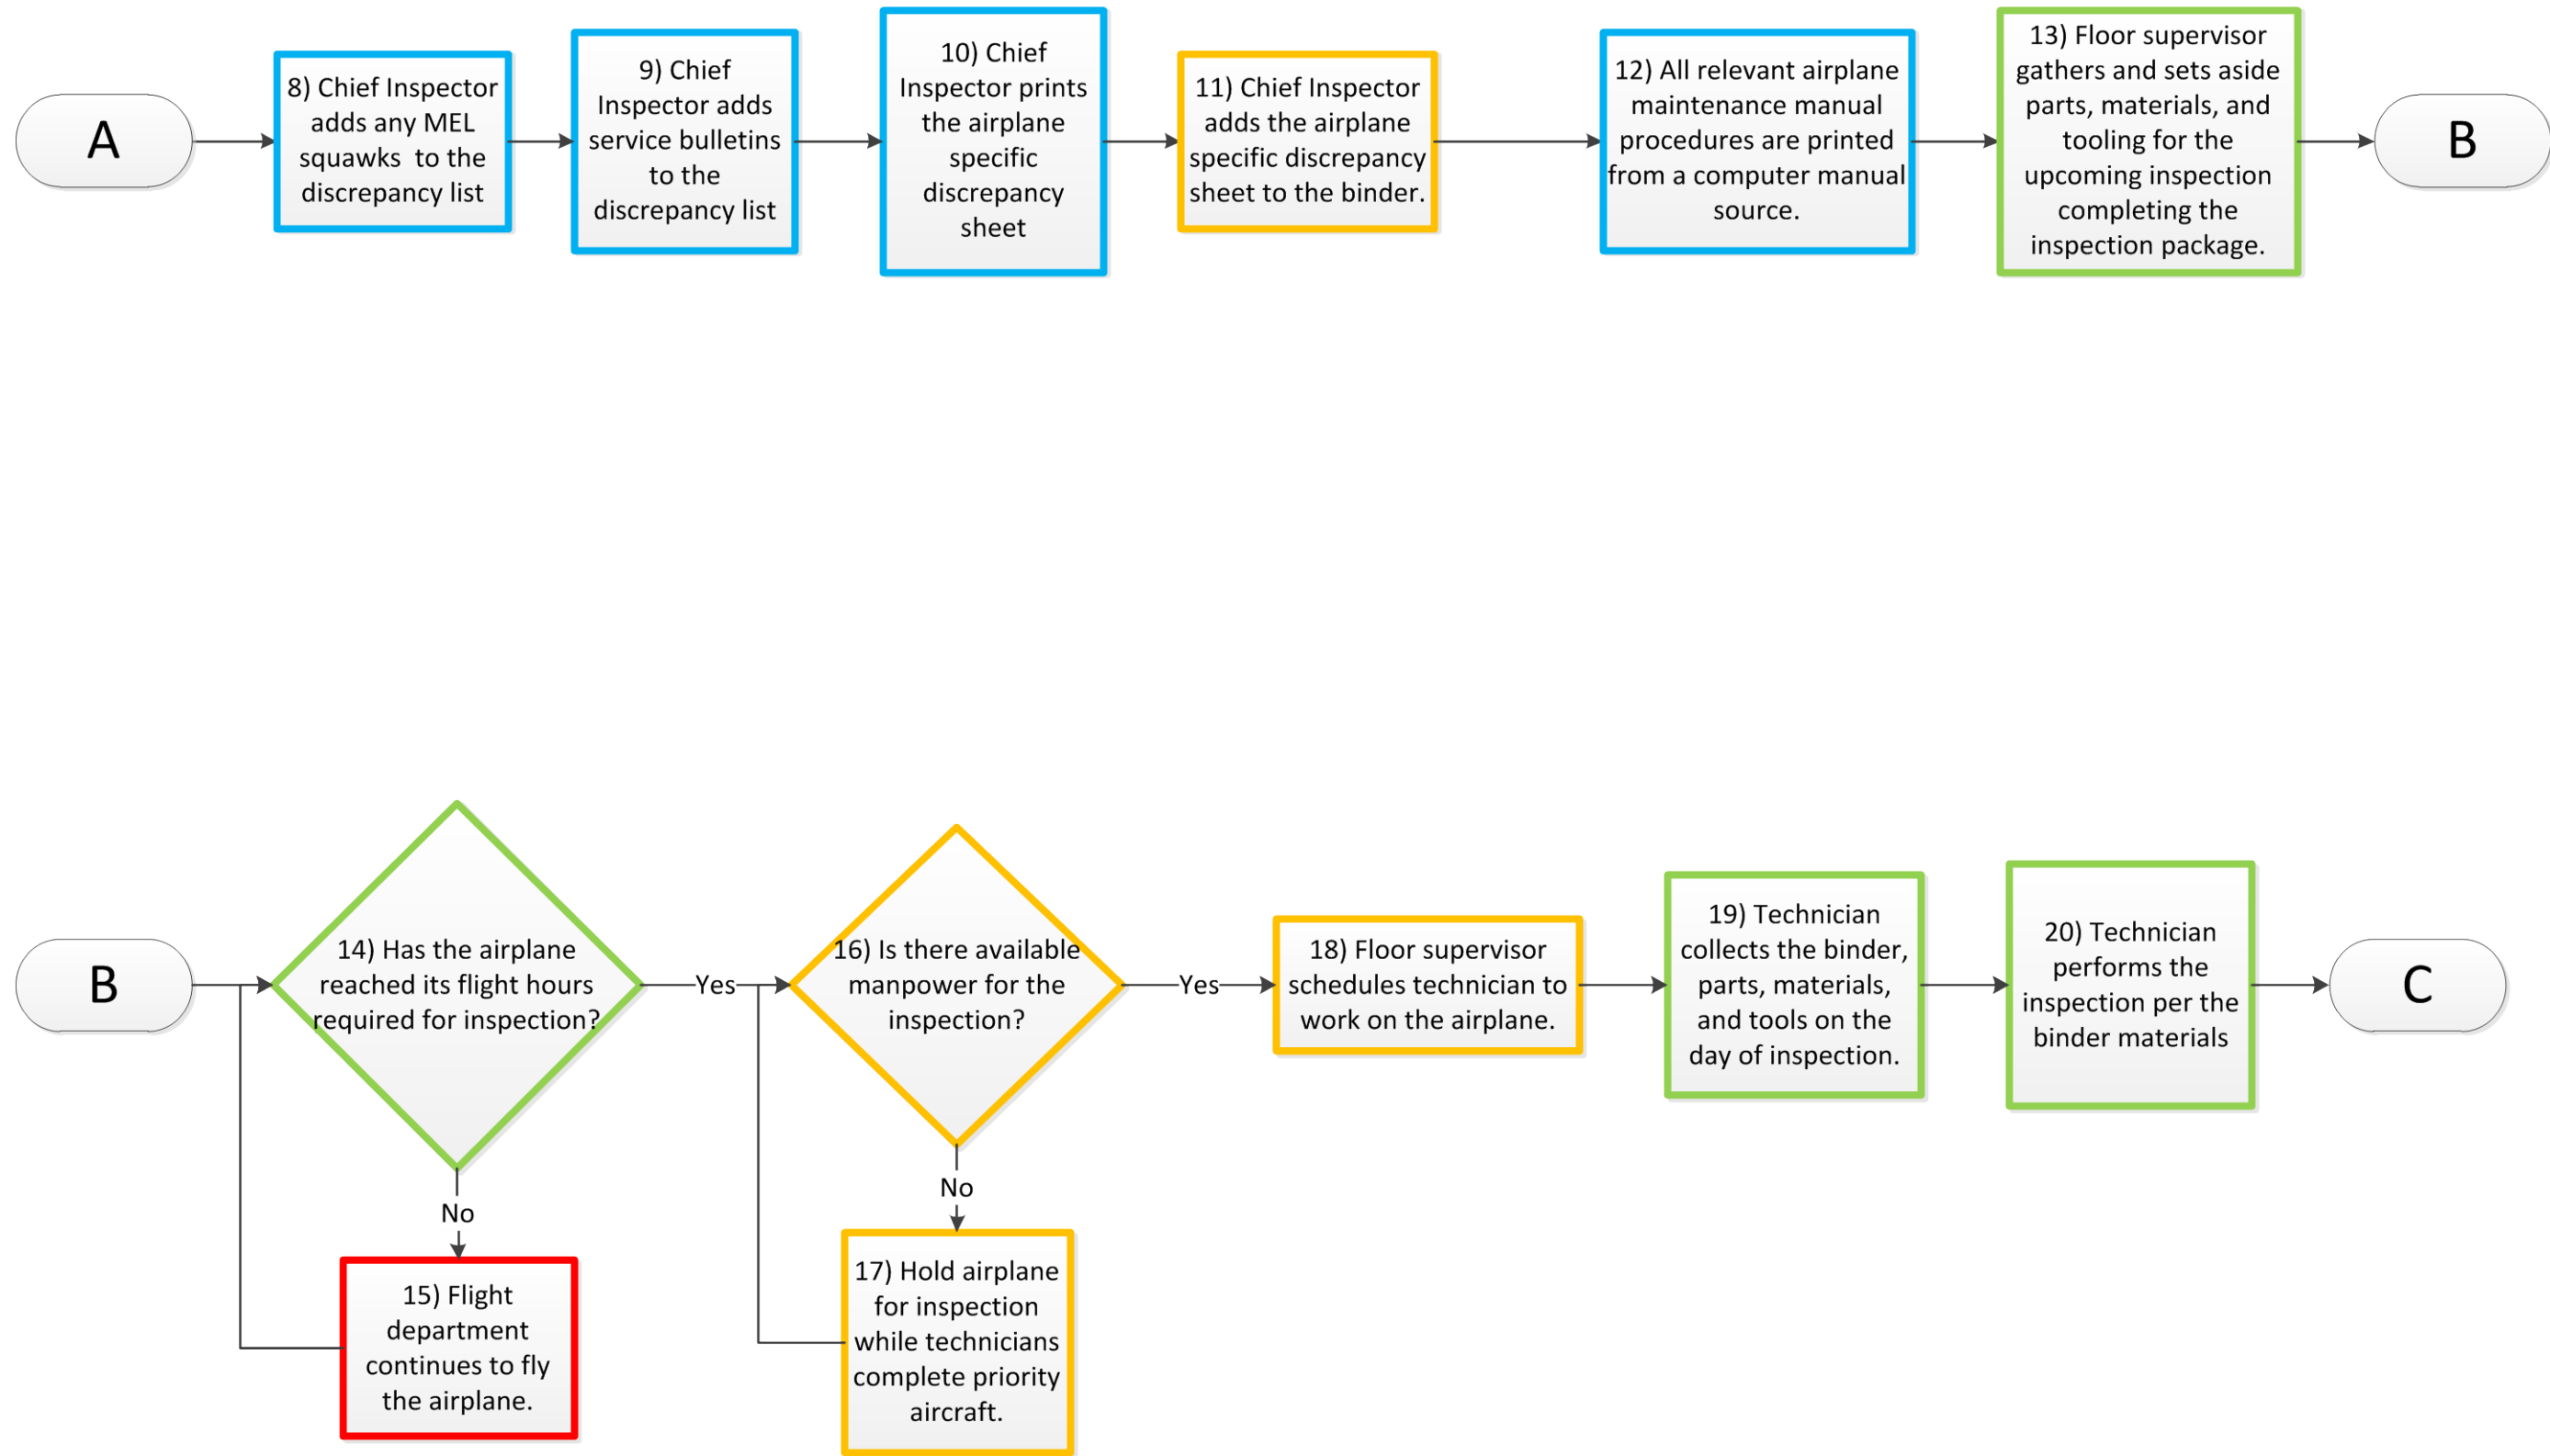 A
8) Chief Inspector
adds any MEL
squawks  to the
discrepancy list
9) Chief
Inspector adds
service bulletins
to the
discrepancy list
10) Chief
Inspector prints
the airplane
specific
discrepancy
sheet
11) Chief Inspector
adds the airplane
specific discrepancy
sheet to the binder.
12) All relevant airplane
maintenance manual
procedures are printed
from a computer manual
source.
13) Floor supervisor
gathers and sets aside
parts, materials, and
tooling for the
upcoming inspection
completing the
inspection package.
B
B
14) Has the airplane
reached its flight hours
required for inspection?
Yes
No
15) Flight
department
continues to fly
the airplane.
16) Is there available
manpower for the
inspection?
Yes
No
17) Hold airplane
for inspection
while technicians
complete priority
aircraft.
18) Floor supervisor
schedules technician to
work on the airplane.
19) Technician
collects the binder,
parts, materials,
and tools on the
day of inspection.
20) Technician
performs the
inspection per the
binder materials
C